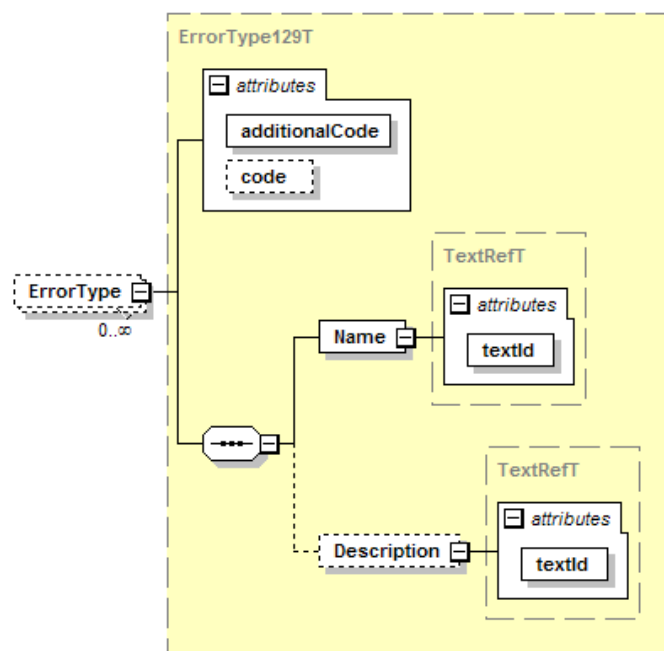 ErrorType129T
attributes
additionalCode
code
TextRefT
ErrorType
attributes
0..∞
Name
textId
TextRefT
attributes
Description
textId